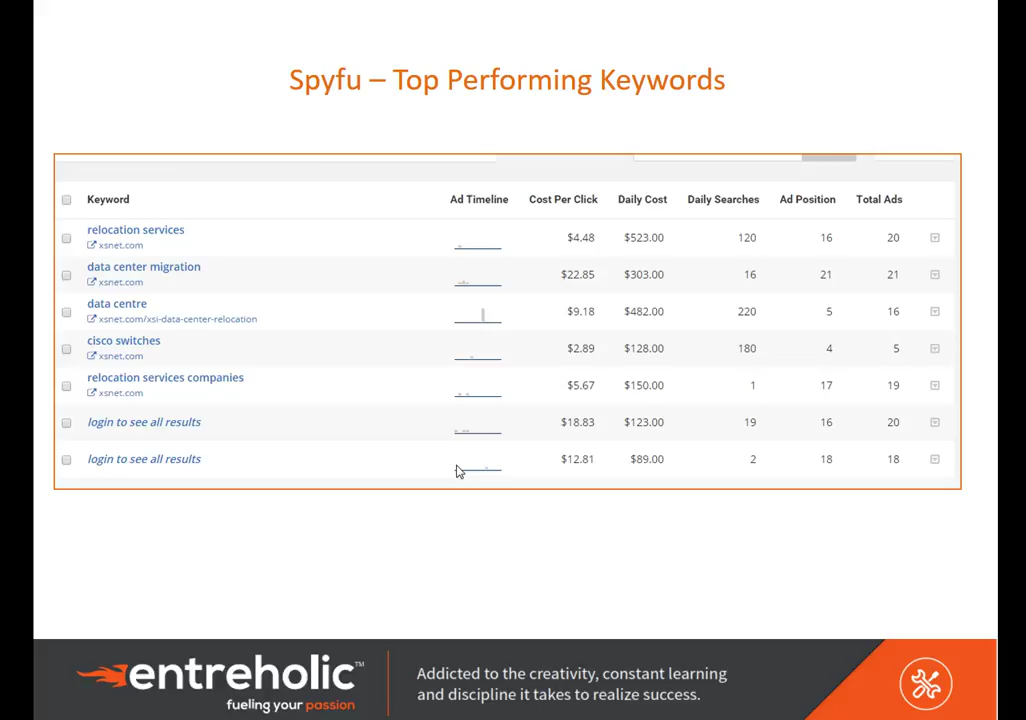 Spyfu – Top Performing Keywords
Keyword Ad Timeline Cost Per Click Daily Cost Daily Searches Ad Position Total Ads
relocation services
xsnet.com $4.48 $523.00 120 16 20
data center migration
xsnet.com $22.85 $303.00 16 21 21
data centre
xsnet.com/xsi-data-center-relocation $9.18 $482.00 220 5 16
cisco switches
xsnet.com $2.89 $128.00 180 4 5
relocation services companies
xsnet.com $5.67 $150.00 1 17 19
login to see all results $18.83 $123.00 19 16 20
login to see all results $12.81 $89.00 2 18 18
entreholic™
fueling your passion
Addicted to the creativity, constant learning
and discipline it takes to realize success.